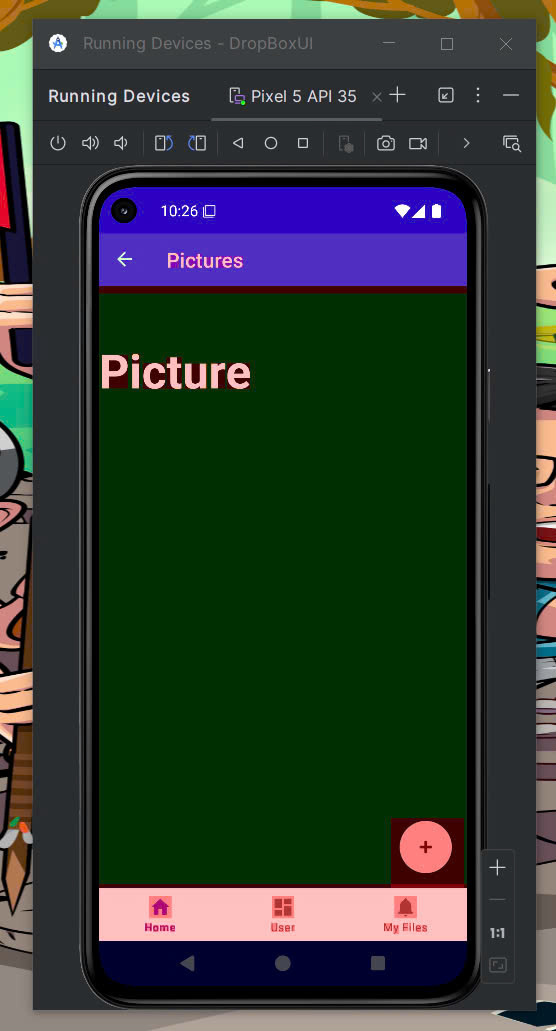 Running Devices - DropBoxUI
Running Devices
Pixel 5 API 35
10:26
Pictures
Picture
+
Home
User
My Files
1:1